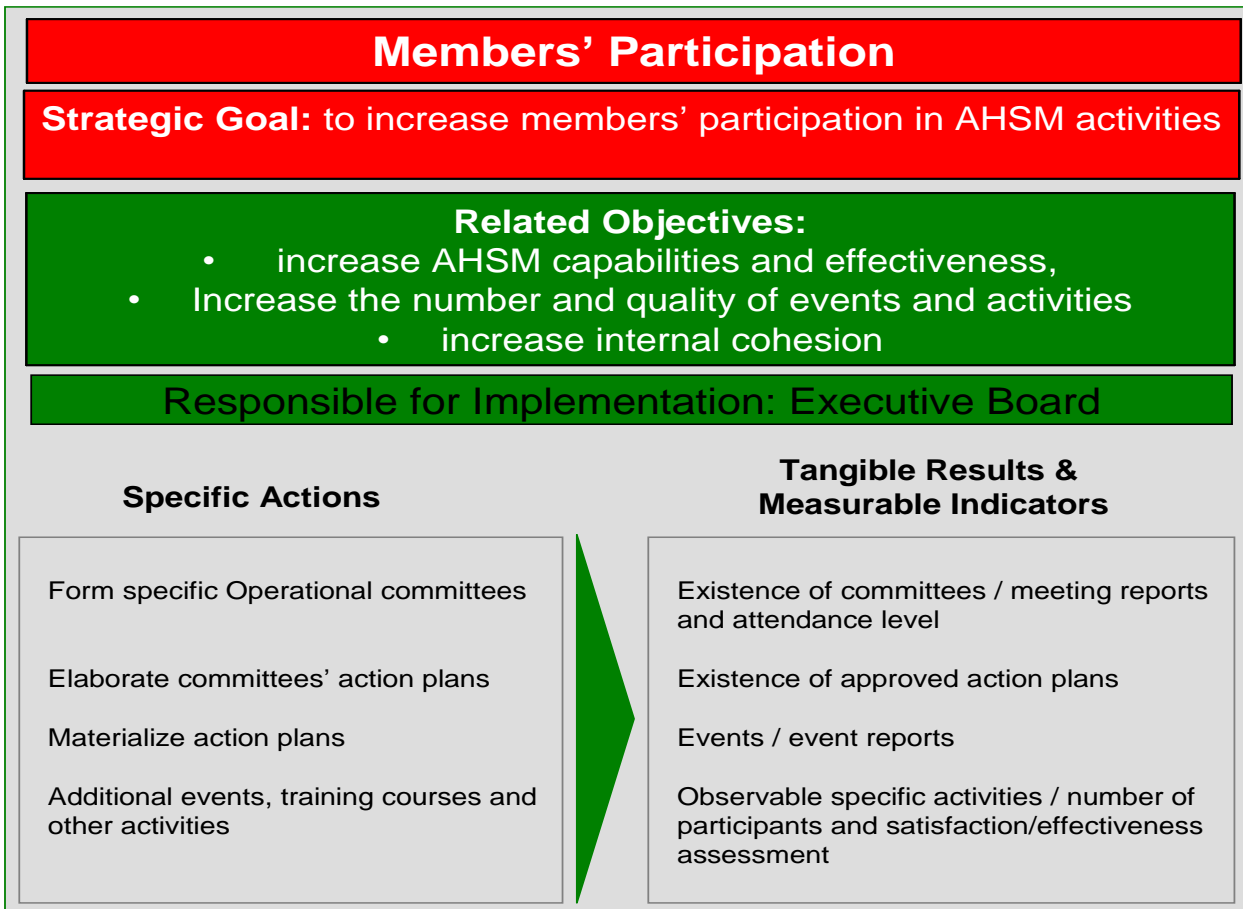 Members’ Participation
Strategic Goal: to increase members’ participation in AHSM activities
Related Objectives:
• increase AHSM capabilities and effectiveness,
• Increase the number and quality of events and activities
• increase internal cohesion
Responsible for Implementation: Executive Board
Specific Actions
Form specific Operational committees
Elaborate committees’ action plans
Materialize action plans
Additional events, training courses and
other activities
Tangible Results &
Measurable Indicators
Existence of committees / meeting reports
and attendance level
Existence of approved action plans
Events / event reports
Observable specific activities / number of
participants and satisfaction/effectiveness
assessment